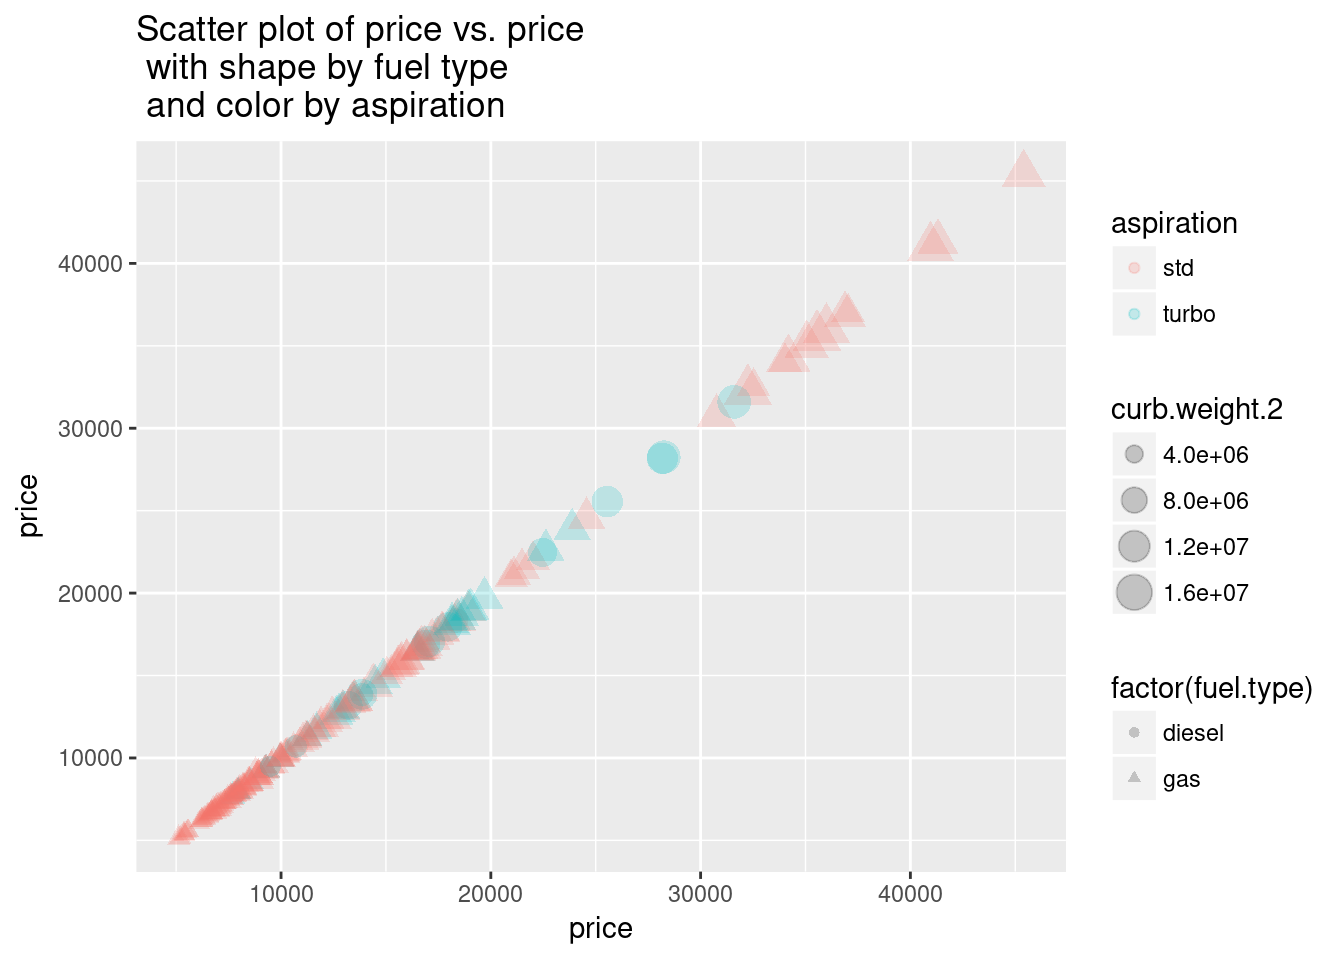 Scatter plot of price vs. price
with shape by fuel type
and color by aspiration
price
40000
30000
20000
10000
10000 20000 30000 40000
price
aspiration
std
turbo
curb.weight.2
4.0e+06
8.0e+06
1.2e+07
1.6e+07
factor(fuel.type)
diesel
gas